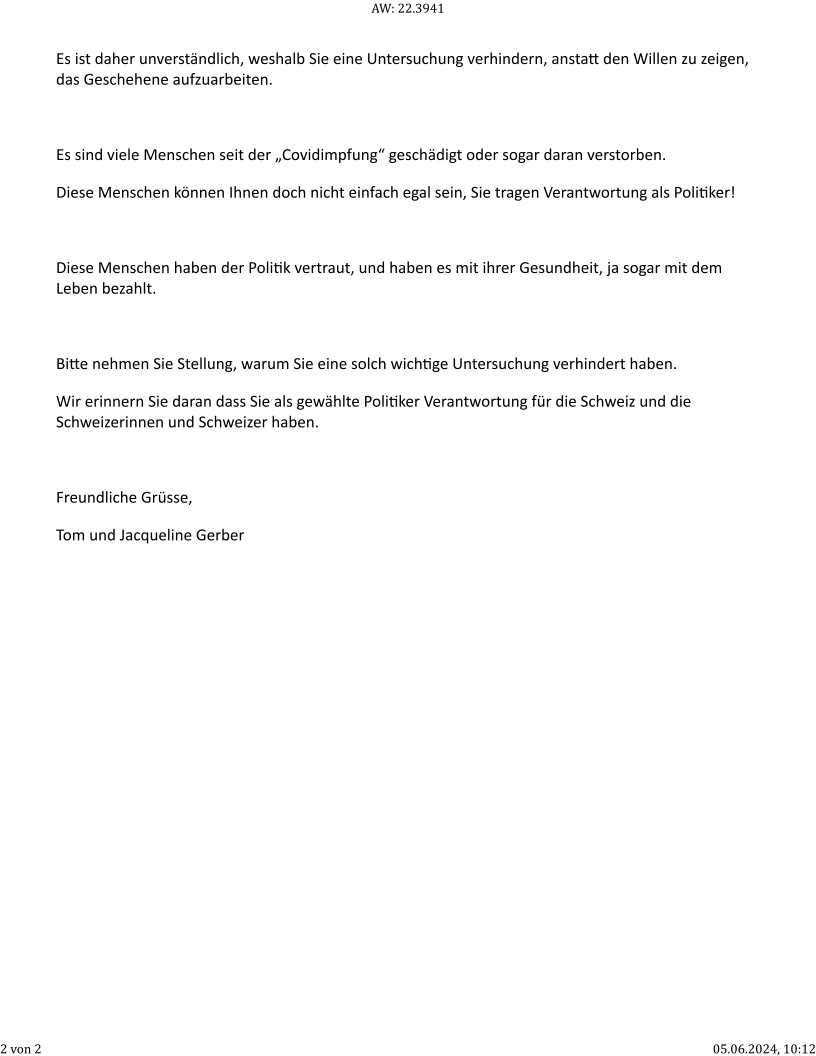 AW: 22.3941
Es ist daher unverständlich, weshalb Sie eine Untersuchung verhindern, anstatt den Willen zu zeigen,
das Geschehene aufzuarbeiten.
Es sind viele Menschen seit der „Covidimpfung“ geschädigt oder sogar daran verstorben.
Diese Menschen können Ihnen doch nicht einfach egal sein, Sie tragen Verantwortung als Politiker!
Diese Menschen haben der Politik vertraut, und haben es mit ihrer Gesundheit, ja sogar mit dem
Leben bezahlt.
Bitte nehmen Sie Stellung, warum Sie eine solch wichtige Untersuchung verhindert haben.
Wir erinnern Sie daran dass Sie als gewählte Politiker Verantwortung für die Schweiz und die
Schweizerinnen und Schweizer haben.
Freundliche Grüsse,
Tom und Jacqueline Gerber
2 von 2
05.06.2024, 10:12